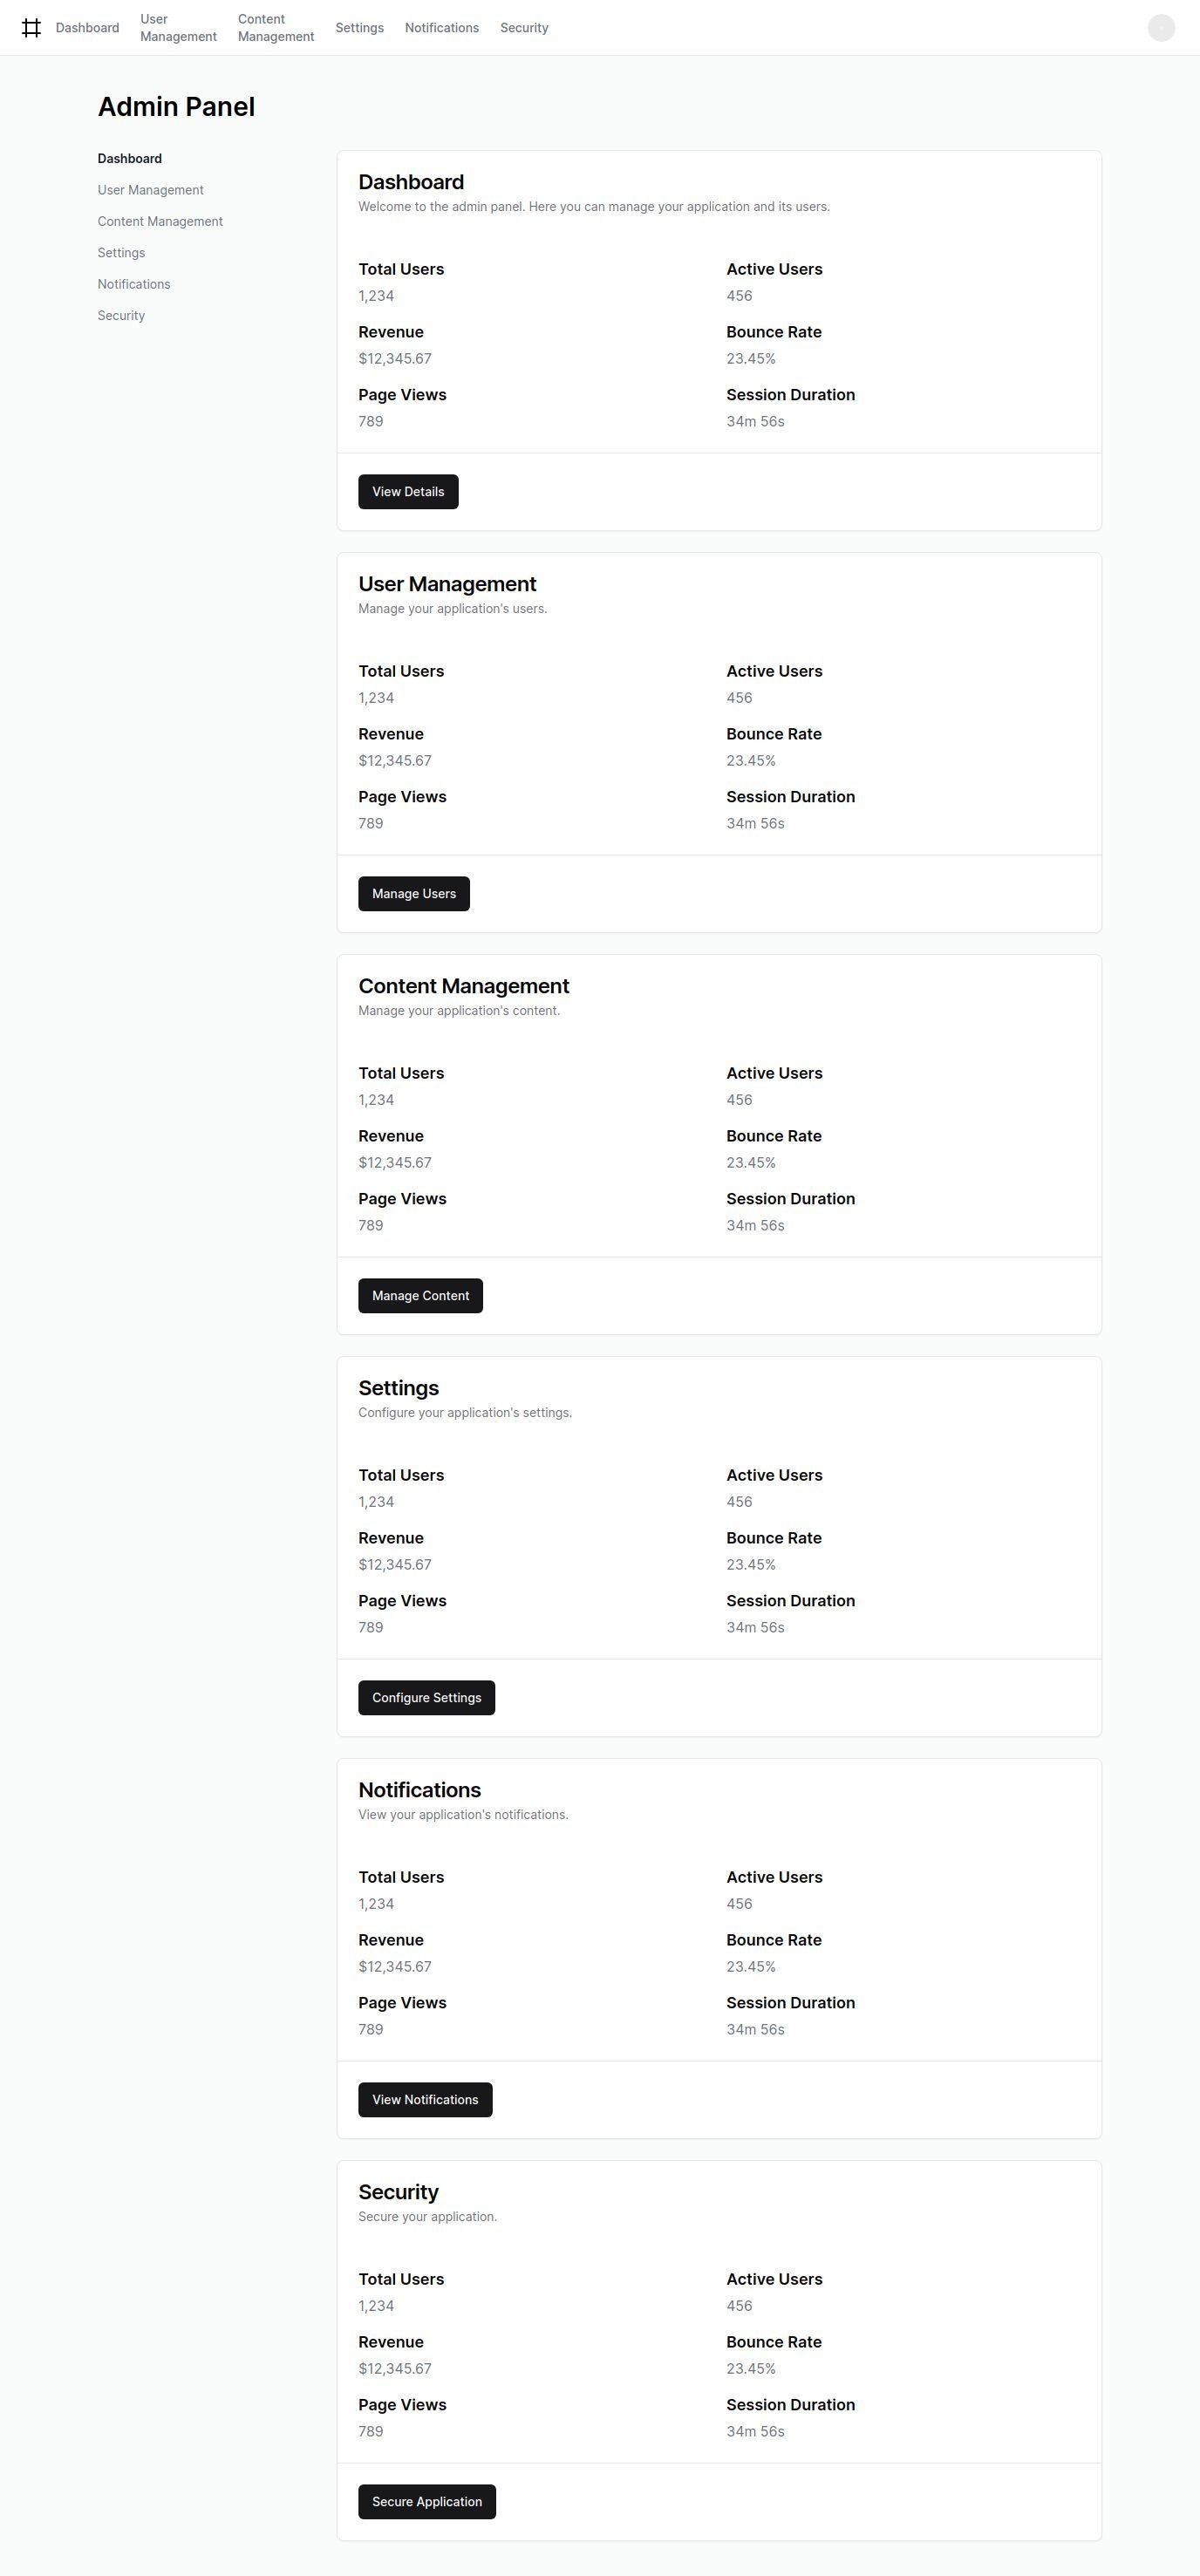 Dashboard
User
Management
Content
Management
Settings
Notifications
Security
Admin Panel
Dashboard
User Management
Content Management
Settings
Notifications
Security
Dashboard
Welcome to the admin panel. Here you can manage your application and its users.
Total Users
1,234
Active Users
456
Revenue
$12,345.67
Bounce Rate
23.45%
Page Views
789
Session Duration
34m 56s
View Details
User Management
Manage your application's users.
Total Users
1,234
Active Users
456
Revenue
$12,345.67
Bounce Rate
23.45%
Page Views
789
Session Duration
34m 56s
Manage Users
Content Management
Manage your application's content.
Total Users
1,234
Active Users
456
Revenue
$12,345.67
Bounce Rate
23.45%
Page Views
789
Session Duration
34m 56s
Manage Content
Settings
Configure your application's settings.
Total Users
1,234
Active Users
456
Revenue
$12,345.67
Bounce Rate
23.45%
Page Views
789
Session Duration
34m 56s
Configure Settings
Notifications
View your application's notifications.
Total Users
1,234
Active Users
456
Revenue
$12,345.67
Bounce Rate
23.45%
Page Views
789
Session Duration
34m 56s
View Notifications
Security
Secure your application.
Total Users
1,234
Active Users
456
Revenue
$12,345.67
Bounce Rate
23.45%
Page Views
789
Session Duration
34m 56s
Secure Application